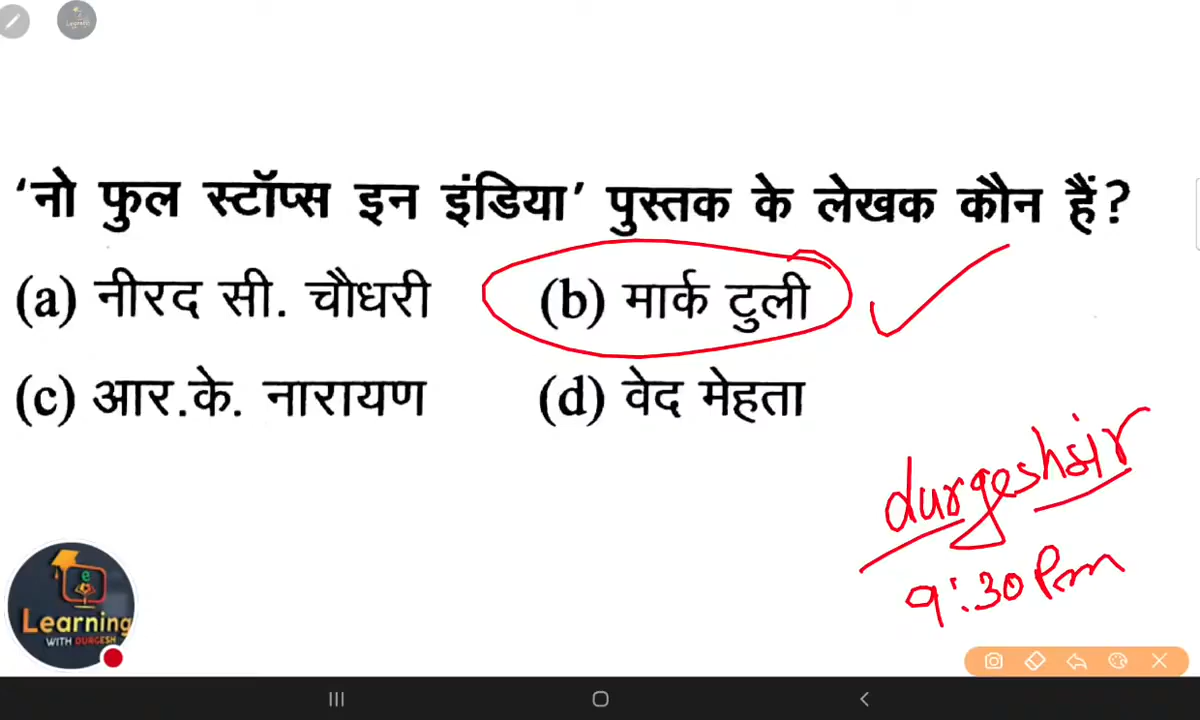 ‘नो फुल स्टॉप्स इन इंडिया’ पुस्तक के लेखक कौन हैं?
(a) नीरद सी. चौधरी (b) मार्क टुली
(c) आर.के. नारायण (d) वेद मेहता
durgeshsir
9:30 Pm
e
Learning
WITH DURGESH